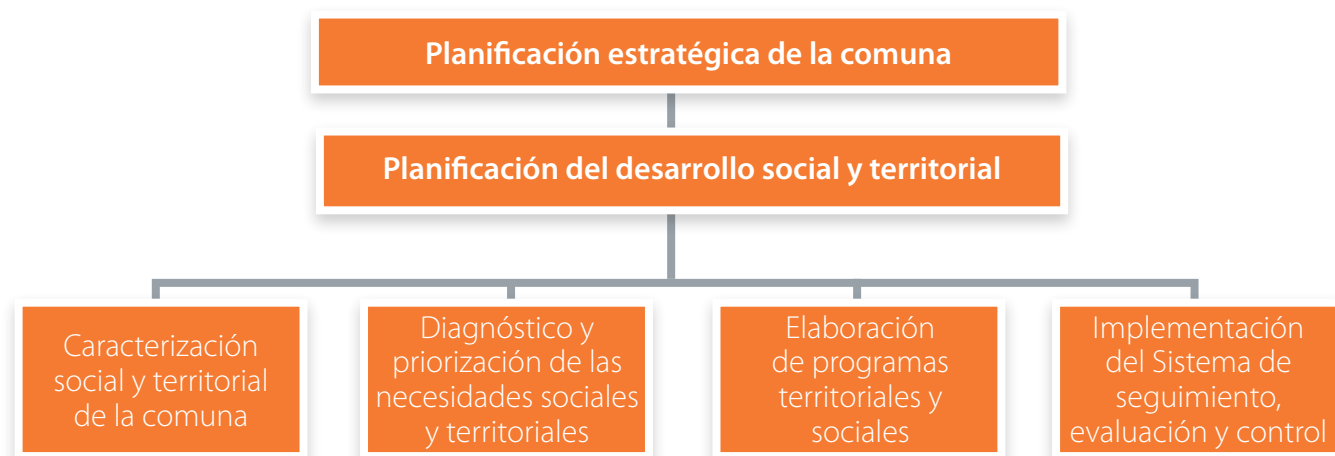 Planificación estratégica de la comuna
Planificación del desarrollo social y territorial
Caracterización
social y territorial
de la comuna
Diagnóstico y
priorización de las
necesidades sociales
y territoriales
Elaboración
de programas
territoriales y
sociales
Implementación
del Sistema de
seguimiento,
evaluación y control